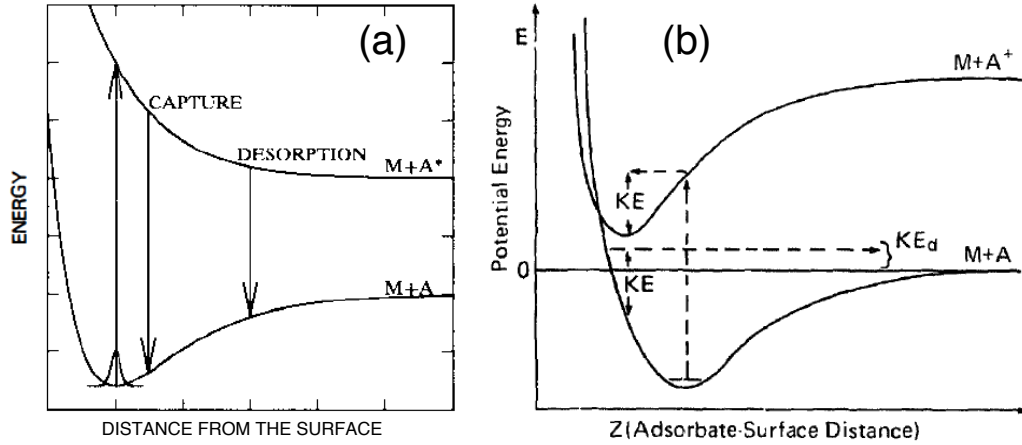 (a)
CAPTURE
DESORPTION
M+A*
M+A
ENERGY
DISTANCE FROM THE SURFACE
(b)
E
M+A+
KE
KEd
M+A
0
KE
Potential Energy
Z(Adsorbate-Surface Distance)